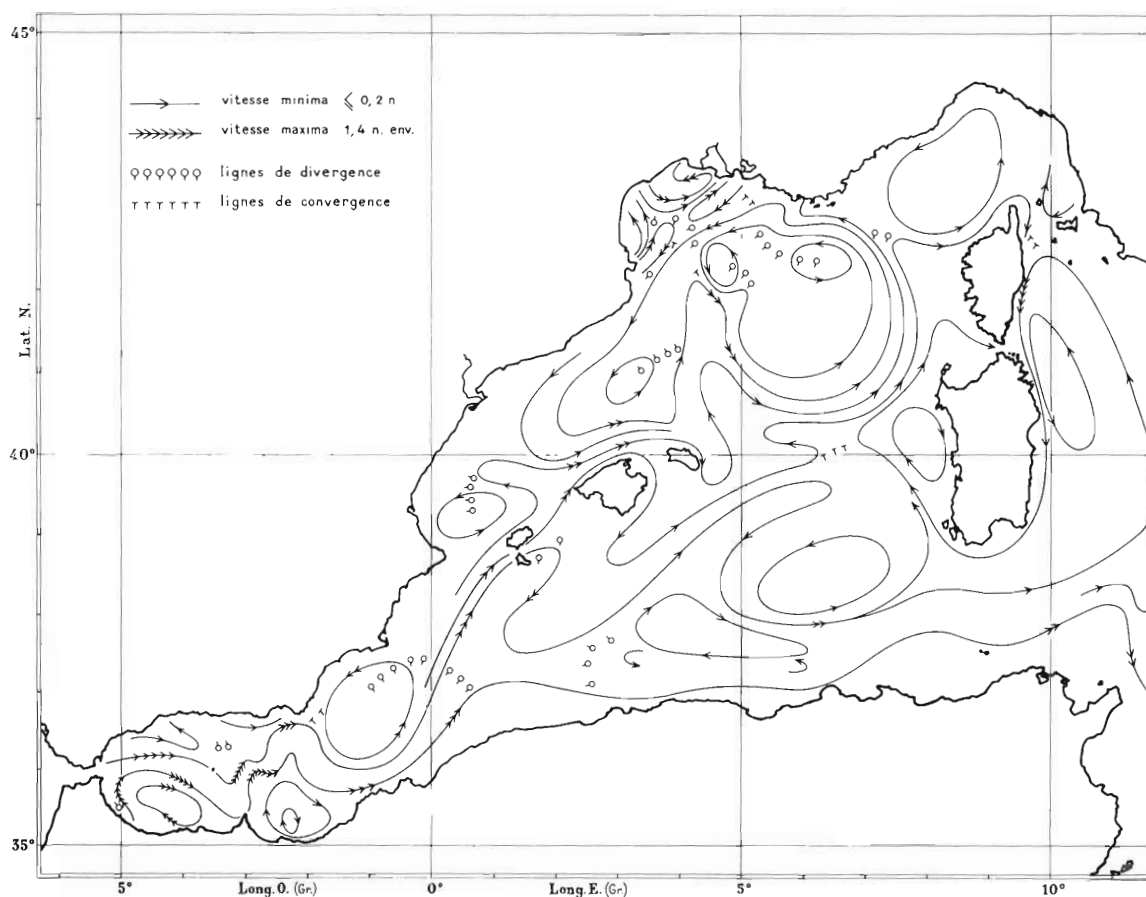 45°
vitesse minima ⩽ 0,2 n
vitesse maxima 1,4 n. env.
lignes de divergence
lignes de convergence
Lat. N.
40°
35°
5°
Long. O. (Gr.)
0°
Long. E. (Gr.)
5°
10°